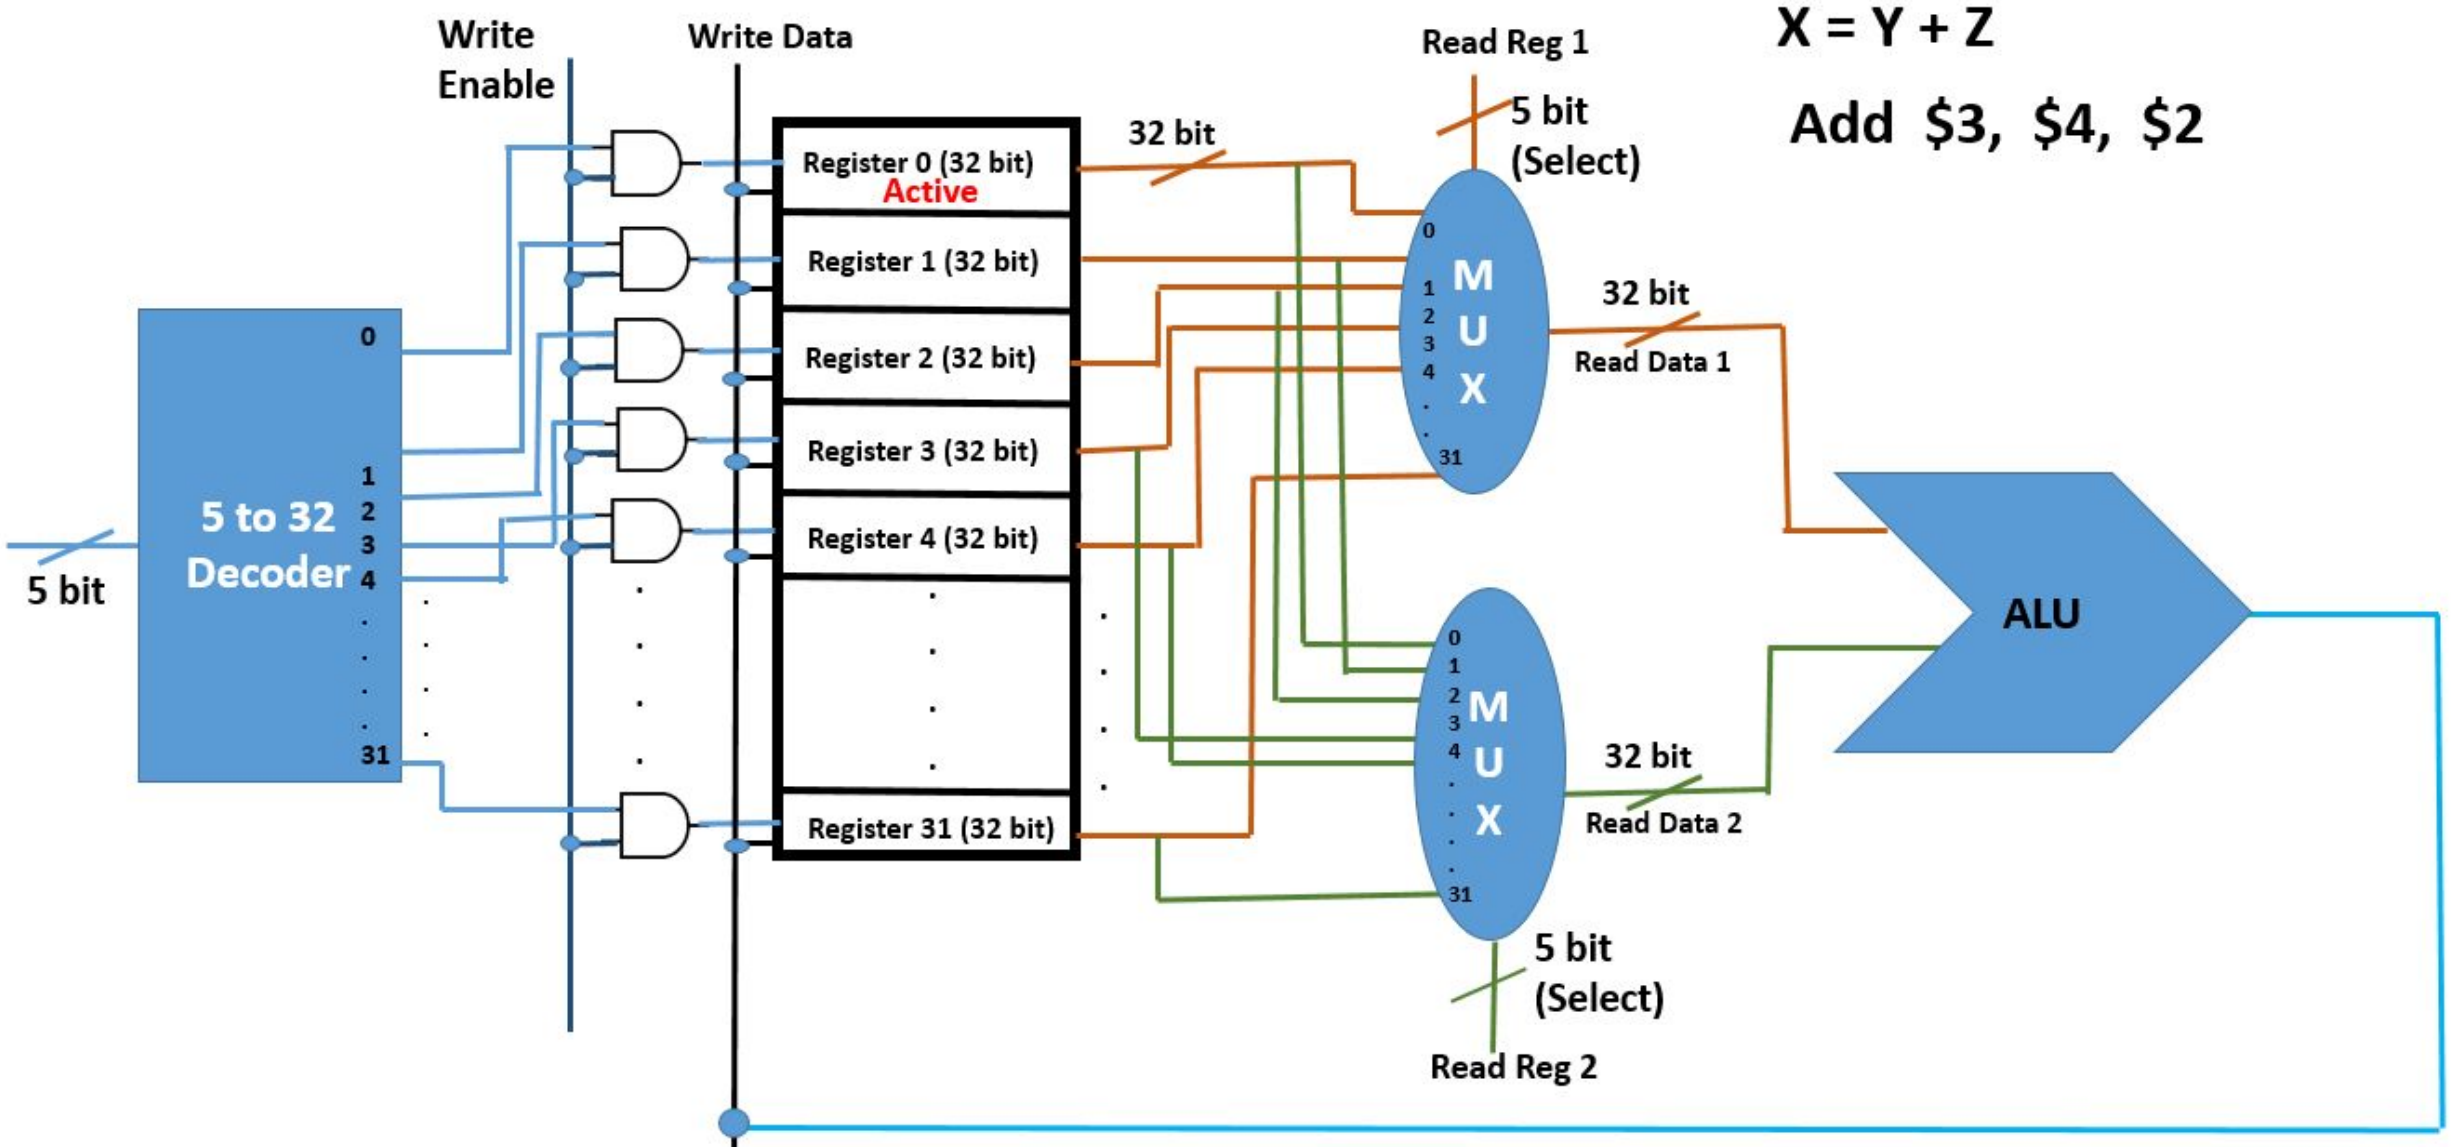 Write
Enable
Write Data
Read Reg 1
X = Y + Z
5 bit
(Select)
Add $3, $4, $2
32 bit
Register 0 (32 bit)
Active
Register 1 (32 bit)
Register 2 (32 bit)
Register 3 (32 bit)
Register 4 (32 bit)
Register 31 (32 bit)
0
1
2
3
4
.
.
31
M
U
X
32 bit
Read Data 1
0
1
2
3
4
.
.
.
.
31
5 to 32
Decoder
5 bit
ALU
0
1
2
3
4
.
.
.
.
31
M
U
X
32 bit
Read Data 2
5 bit
(Select)
Read Reg 2